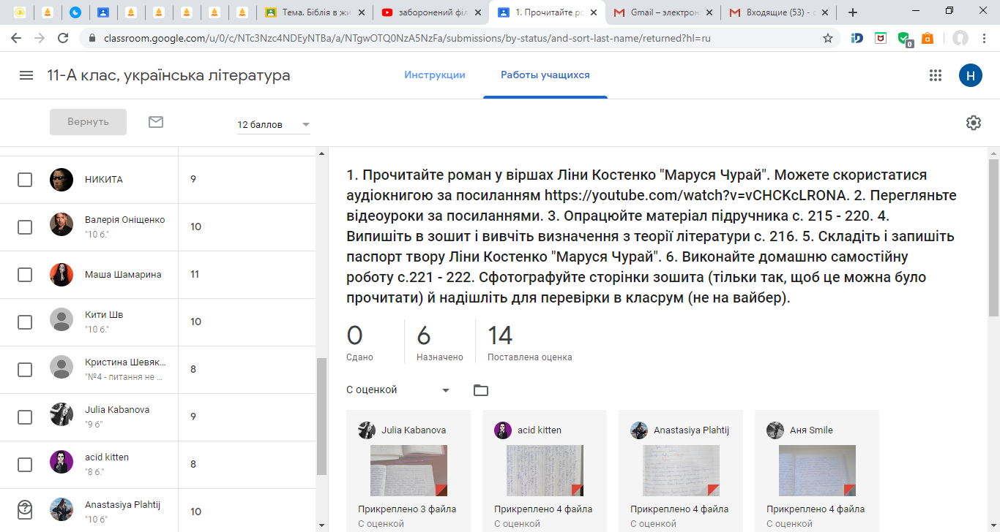 Тема. Біблія в жи
заборонений філ
1. Прочитайте ро
Gmail – электрон
Входящие (53) - с
classroom.google.com/u/0/c/NTc3Nzc4NDEyNTBa/a/NTgwOTQ0NzA5NzFa/submissions/by-status/and-sort-last-name/returned?hl=ru
0
11-А клас, українська література
Инструкции
Работы учащихся
Н
Вернуть
12 баллов
НИКИТА
9
Валерія Оніщенко
"10 б."
10
Маша Шамарина
11
Кити Шв
"10 б."
10
Кристина Шевяк...
"№4 - питання не ...
8
Julia Kabanova
"9 б"
9
acid kitten
"8 б."
8
Anastasiya Plahtij
"10 б"
10
1. Прочитайте роман у віршах Ліни Костенко "Маруся Чурай". Можете скористатися
аудіокнигою за посиланням https://youtube.com/watch?v=vCHCKcLRONA. 2. Перегляньте
відеоуроки за посиланнями. 3. Опрацюйте матеріал підручника с. 215 - 220. 4.
Випишіть в зошит і вивчіть визначення з теорії літератури с. 216. 5. Складіть і запишіть
паспорт твору Ліни Костенко "Маруся Чурай". 6. Виконайте домашню самостійну
роботу с.221 - 222. Сфотографуйте сторінки зошита (тільки так, щоб це можна було
прочитати) й надішліть для перевірки в класрум (не на вайбер).
0
Сдано
6
Назначено
14
Поставлена оценка
С оценкой
Julia Kabanova
Прикреплено 3 файла
С оценкой
acid kitten
Прикреплено 4 файла
С оценкой
Anastasiya Plahtij
Прикреплено 4 файла
С оценкой
Аня Smile
Прикреплено 4 файла
С оценкой